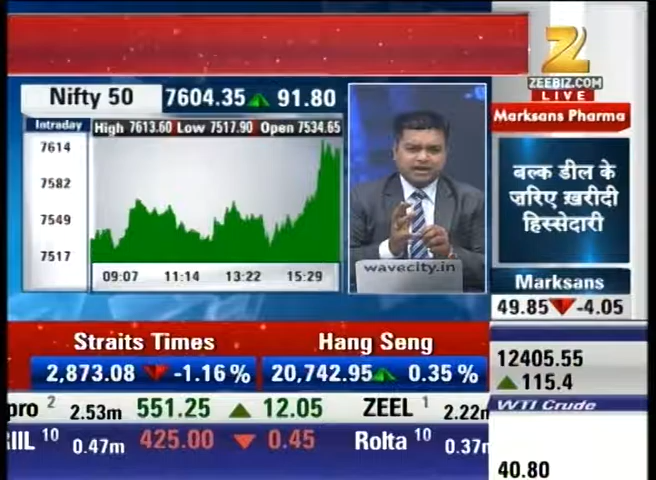 ZEEBIZ.COM
LIVE
Nifty 50 7604.35 ▲ 91.80
Intraday High 7613.60 Low 7517.90 Open 7534.65
7614
7582
7549
7517
09:07 11:14 13:22 15:29
wavecity.in
Marksans Pharma
बल्क डील के
ज़रिए ख़रीदी
हिस्सेदारी
Marksans
49.85 ▼ -4.05
Straits Times
2,873.08 ▼ -1.16%
Hang Seng
20,742.95 ▲ 0.35%
12405.55
▲ 115.4
WTI Crude
40.80
pro 2 2.53m 551.25 ▲ 12.05 ZEEL 1 2.22m
RIIL 10 0.47m 425.00 ▼ 0.45 Rolta 10 0.37m